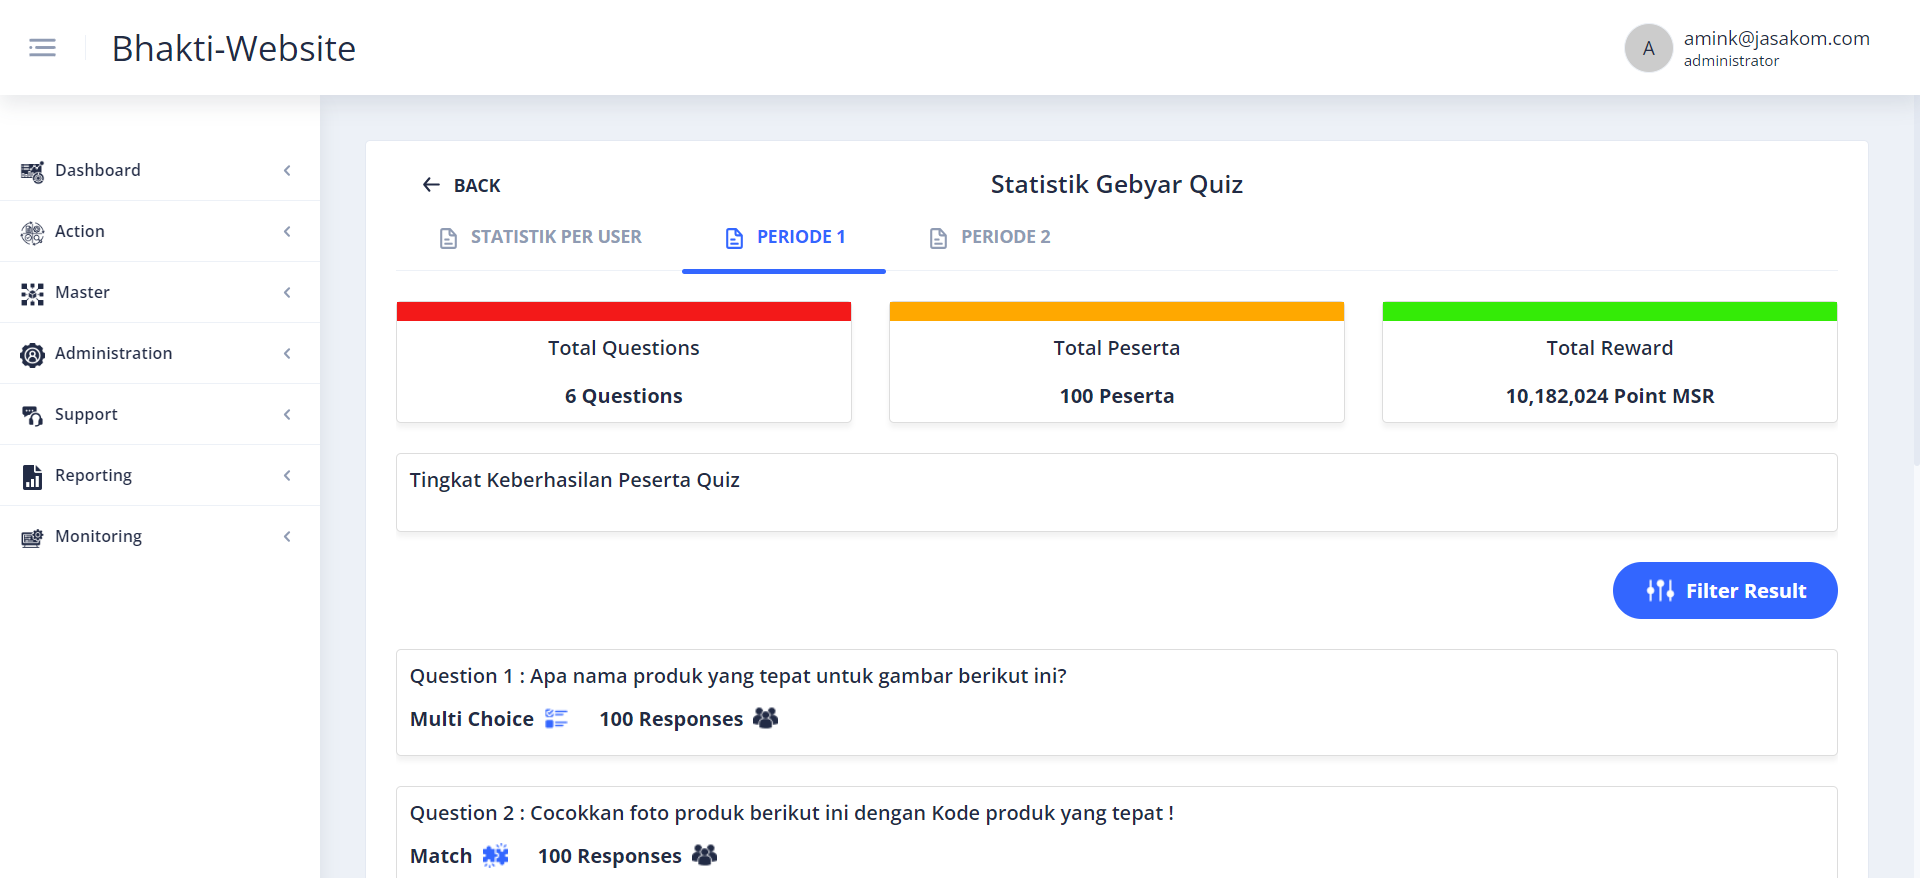 Bhakti-Website
A
amink@jasakom.com
administrator
Dashboard
Action
Master
Administration
Support
Reporting
Monitoring
BACK
Statistik Gebyar Quiz
STATISTIK PER USER
PERIODE 1
PERIODE 2
Total Questions
6 Questions
Total Peserta
100 Peserta
Total Reward
10,182,024 Point MSR
Tingkat Keberhasilan Peserta Quiz
Filter Result
Question 1 : Apa nama produk yang tepat untuk gambar berikut ini?
Multi Choice 100 Responses
Question 2 : Cocokkan foto produk berikut ini dengan Kode produk yang tepat !
Match 100 Responses